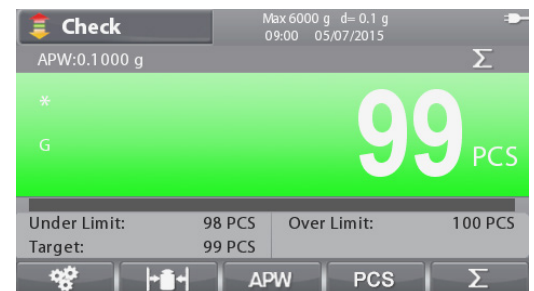 Check
Max 6000 g d= 0.1 g
09:00 05/07/2015
APW:0.1000 g
Σ
*
G
99 PCS
Under Limit: 98 PCS Over Limit: 100 PCS
Target: 99 PCS
APW PCS Σ